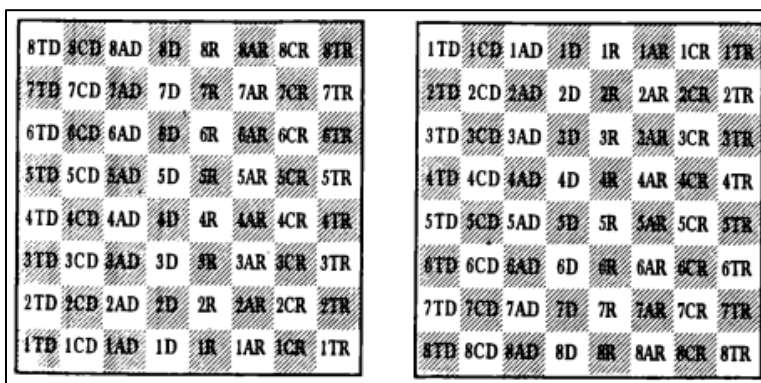 8TD 8CD 8AD 8D 8R 8AR 8CR 8TR
7TD 7CD 7AD 7D 7R 7AR 7CR 7TR
6TD 6CD 6AD 6D 6R 6AR 6CR 6TR
5TD 5CD 5AD 5D 5R 5AR 5CR 5TR
4TD 4CD 4AD 4D 4R 4AR 4CR 4TR
3TD 3CD 3AD 3D 3R 3AR 3CR 3TR
2TD 2CD 2AD 2D 2R 2AR 2CR 2TR
1TD 1CD 1AD 1D 1R 1AR 1CR 1TR
1TD 1CD 1AD 1D 1R 1AR 1CR 1TR
2TD 2CD 2AD 2D 2R 2AR 2CR 2TR
3TD 3CD 3AD 3D 3R 3AR 3CR 3TR
4TD 4CD 4AD 4D 4R 4AR 4CR 4TR
5TD 5CD 5AD 5D 5R 5AR 5CR 5TR
6TD 6CD 6AD 6D 6R 6AR 6CR 6TR
7TD 7CD 7AD 7D 7R 7AR 7CR 7TR
8TD 8CD 8AD 8D 8R 8AR 8CR 8TR